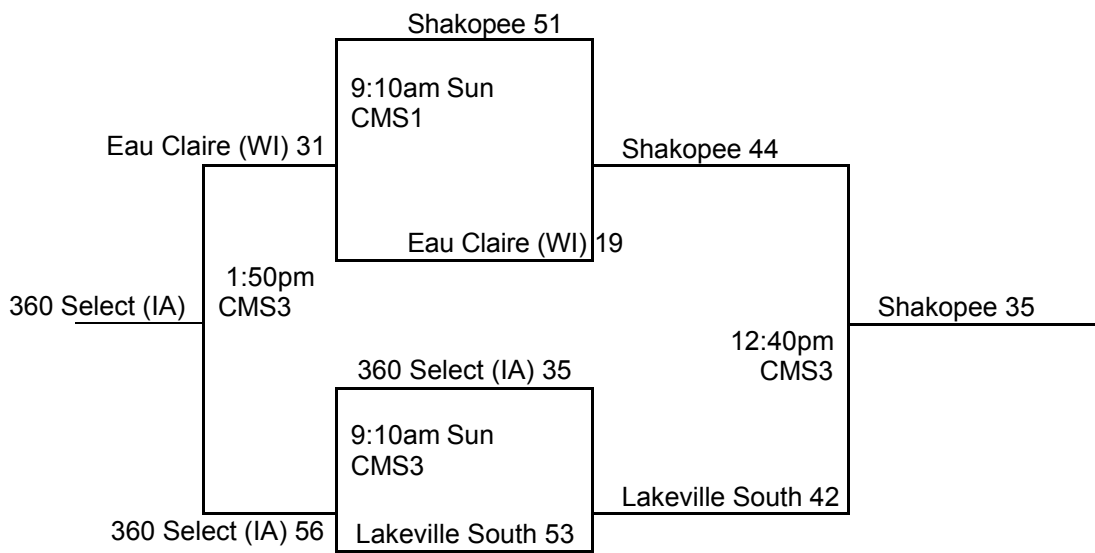 Shakopee 51
9:10am Sun
CMS1
Eau Claire (WI) 31
Shakopee 44
Eau Claire (WI) 19
1:50pm
CMS3
360 Select (IA)
Shakopee 35
12:40pm
CMS3
360 Select (IA) 35
9:10am Sun
CMS3
Lakeville South 42
360 Select (IA) 56
Lakeville South 53